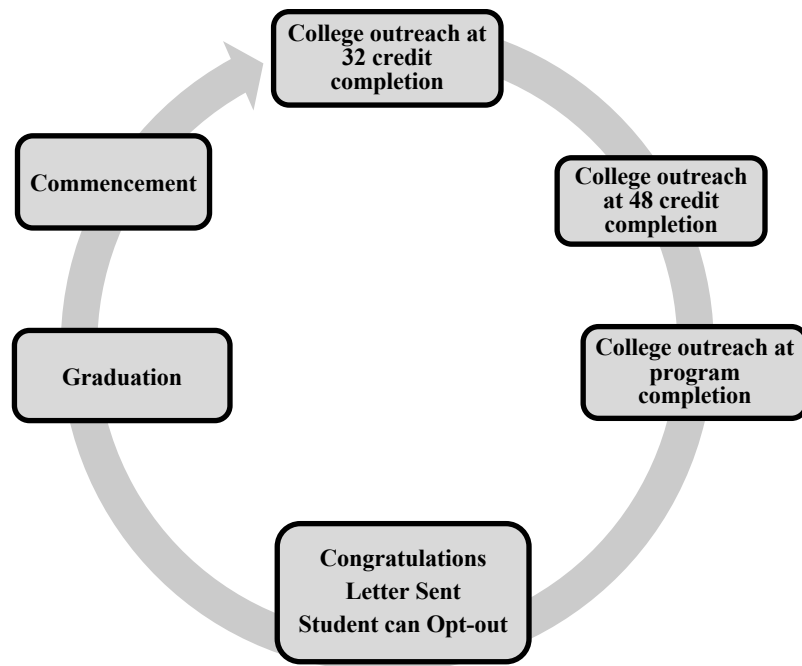 College outreach at
32 credit
completion
College outreach
at 48 credit
completion
College outreach at
program
completion
Congratulations
Letter Sent
Student can Opt-out
Graduation
Commencement